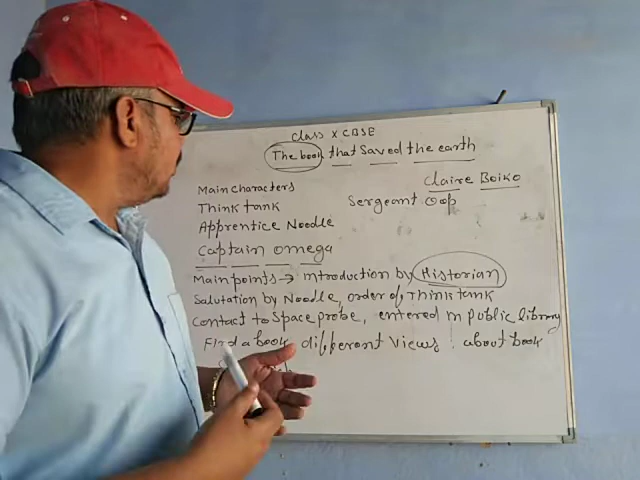 Class X CBSE
The book that saved the earth
Claire Boiko
Main characters
Think tank Sergeant oop
Apprentice Noodle
Captain omega
Main points → introduction by Historian
Salutation by Noodle, order of Think tank
Contact to Space probe, entered in public library
Find a book, different views about book